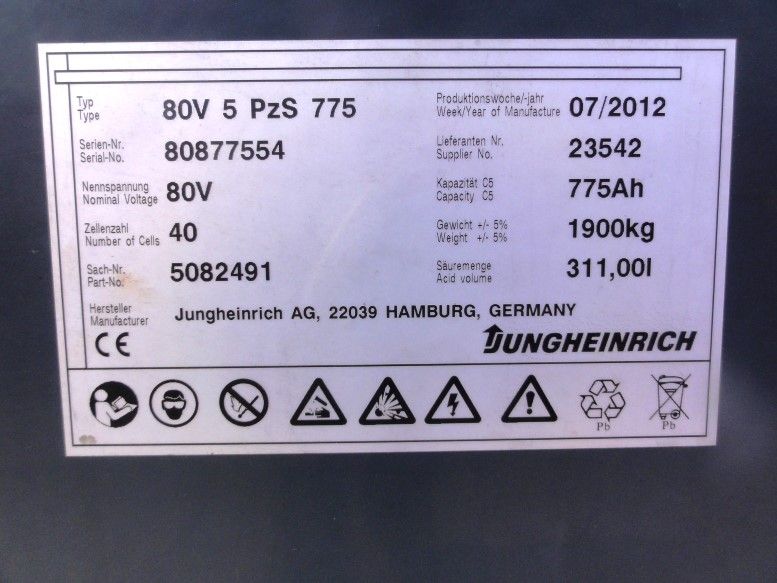 Typ
Type
80V 5 PzS 775
Produktionswoche/-jahr
Week/Year of Manufacture
07/2012
Serien-Nr.
Serial-No.
80877554
Lieferanten Nr.
Supplier No.
23542
Nennspannung
Nominal Voltage
80V
Kapazität C5
Capacity C5
775Ah
Zellenzahl
Number of Cells
40
Gewicht +/- 5%
Weight +/- 5%
1900kg
Sach-Nr.
Part-No.
5082491
Säuremenge
Acid volume
311,00l
Hersteller
Manufacturer
Jungheinrich AG, 22039 HAMBURG, GERMANY
CE
JUNGHEINRICH
Pb
Pb